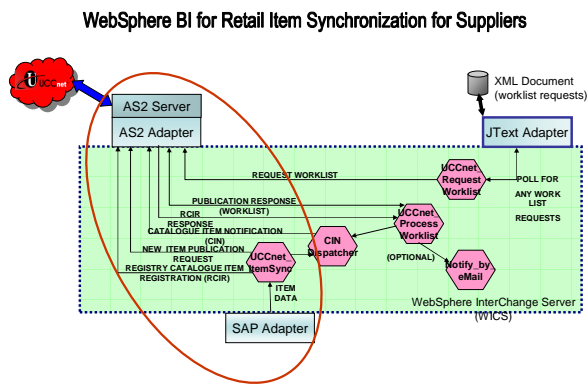 WebSphere BI for Retail Item Synchronization for Suppliers
UCCnet
AS2 Server
AS2 Adapter
XML Document
(worklist requests)
JText Adapter
REQUEST WORKLIST
UCCnet_
Request
Worklist
POLL FOR
ANY WORK
LIST
REQUESTS
PUBLICATION RESPONSE
(WORKLIST)
RCIR
RESPONSE
CATALOGUE ITEM NOTIFICATION
(CIN)
NEW ITEM PUBLICATION
REQUEST
REGISTRY CATALOGUE ITEM
REGISTRATION (RCIR)
UCCnet_
ItemSync
CIN
Dispatcher
UCCnet
Process
Worklist
(OPTIONAL)
Notify_by
eMail
ITEM
DATA
WebSphere InterChange Server
(WICS)
SAP Adapter